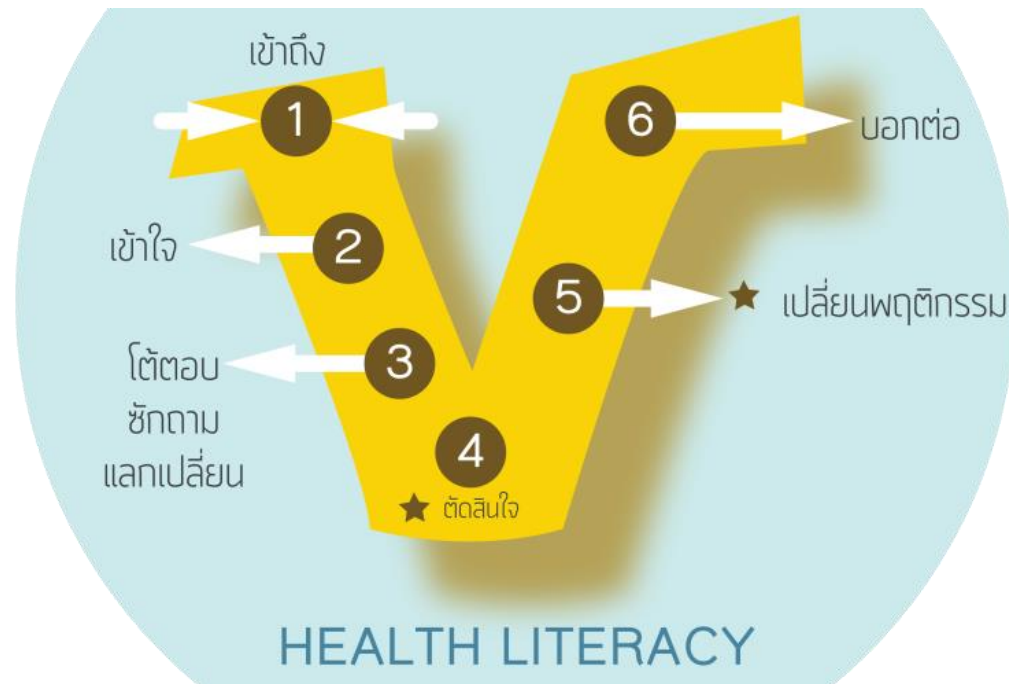 เข้าถึง
1
2
เข้าใจ
3
โต้ตอบ
ซักถาม
แลกเปลี่ยน
4
ตัดสินใจ
5
เปลี่ยนพฤติกรรม
6
บอกต่อ
HEALTH LITERACY